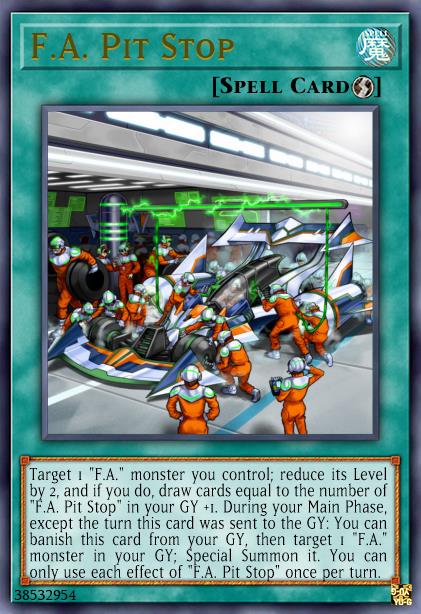 F.A. Pit Stop
SPELL
魔
[Spell Card]
Target 1 "F.A." monster you control; reduce its Level
by 2, and if you do, draw cards equal to the number of
"F.A. Pit Stop" in your GY +1. During your Main Phase,
except the turn this card was sent to the GY: You can
banish this card from your GY, then target 1 "F.A."
monster in your GY; Special Summon it. You can
only use each effect of "F.A. Pit Stop" once per turn.
38532954